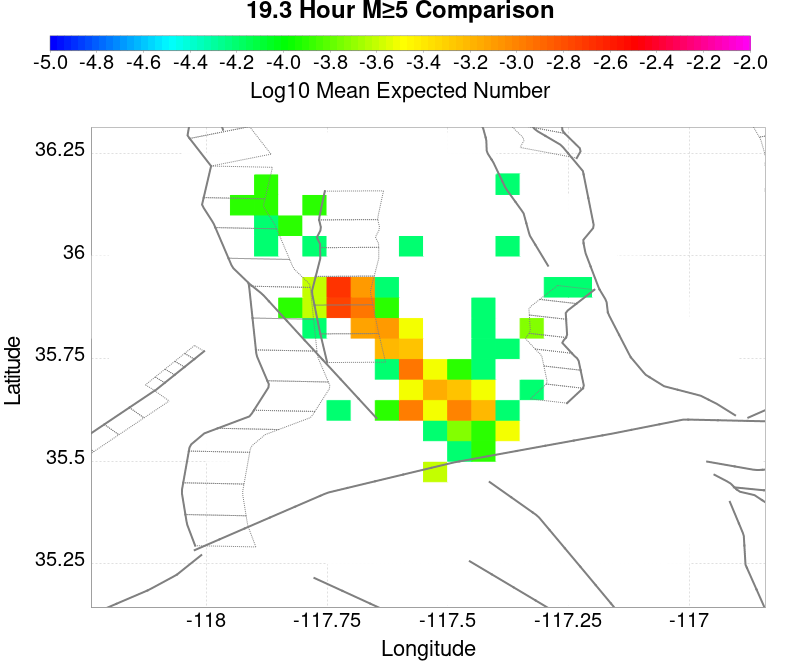 19.3 Hour M≥5 Comparison
-5.0 -4.8 -4.6 -4.4 -4.2 -4.0 -3.8 -3.6 -3.4 -3.2 -3.0 -2.8 -2.6 -2.4 -2.2 -2.0
Log10 Mean Expected Number
36.25
36
35.75
35.5
35.25
Latitude
-118 -117.75 -117.5 -117.25 -117
Longitude